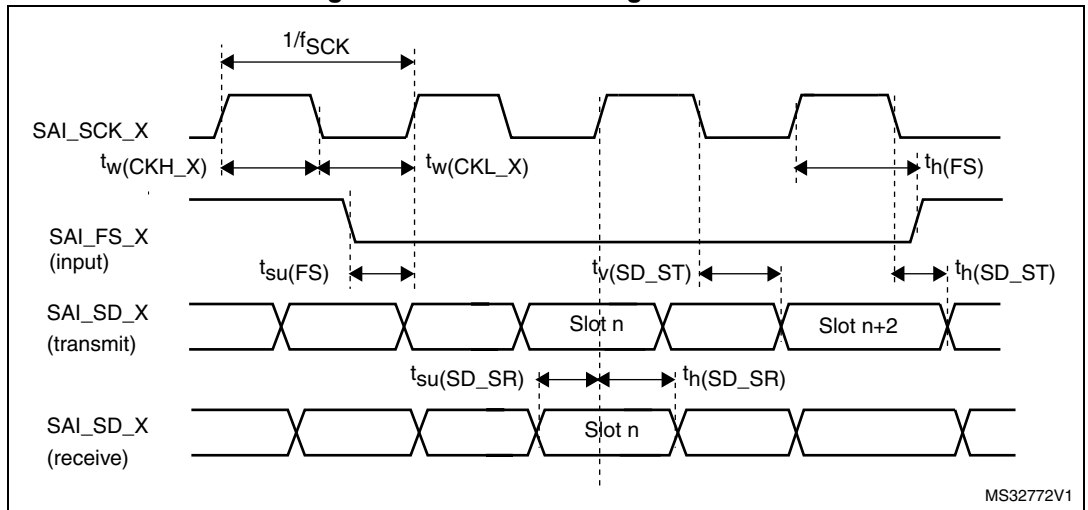 1/fSCK
SAI_SCK_X
tw(CKH_X)
tw(CKL_X)
th(FS)
SAI_FS_X
(input)
tsu(FS)
tv(SD_ST)
th(SD_ST)
SAI_SD_X
(transmit)
Slot n
Slot n+2
tsu(SD_SR)
th(SD_SR)
SAI_SD_X
(receive)
Slot n
MS32772V1